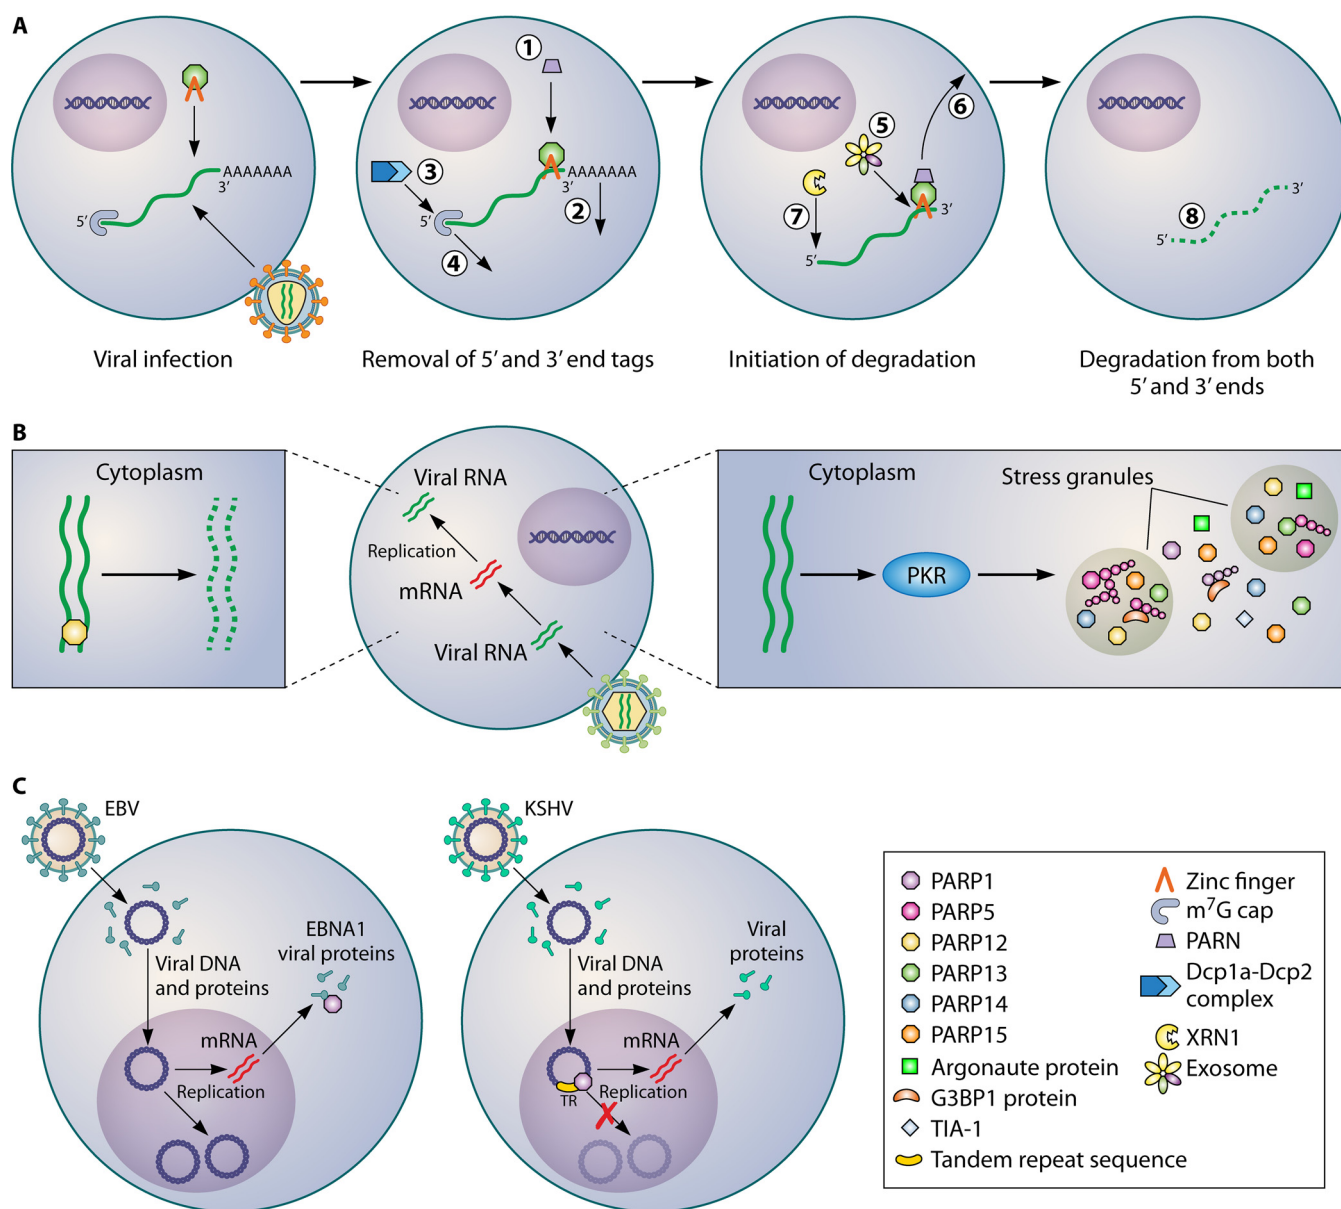 A
1
2
3
4
5
6
7
8
AAAAAAA
3′
5′
AAAAAAA
3′
5′
3′
5′
3′
5′
Viral infection
Removal of 5′ and 3′ end tags
Initiation of degradation
Degradation from both
5′ and 3′ ends
B
Cytoplasm
Viral RNA
Replication
mRNA
Viral RNA
Cytoplasm
PKR
Stress granules
C
EBV
Viral DNA
and proteins
EBNA1
viral proteins
mRNA
Replication
KSHV
Viral DNA
and proteins
Viral
proteins
mRNA
Replication
TR
PARP1
PARP5
PARP12
PARP13
PARP14
PARP15
Argonaute protein
G3BP1 protein
TIA-1
Tandem repeat sequence
Zinc finger
m⁷G cap
PARN
Dcp1a-Dcp2
complex
XRN1
Exosome